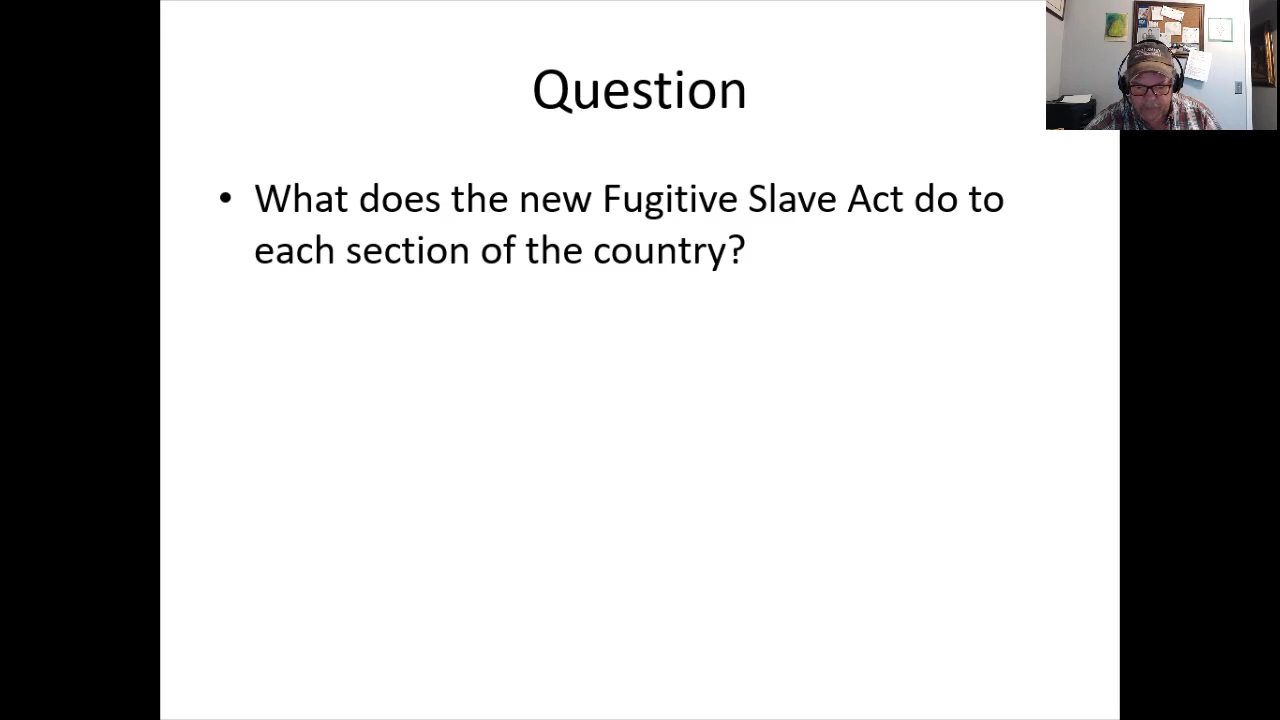 Question
• What does the new Fugitive Slave Act do to
each section of the country?